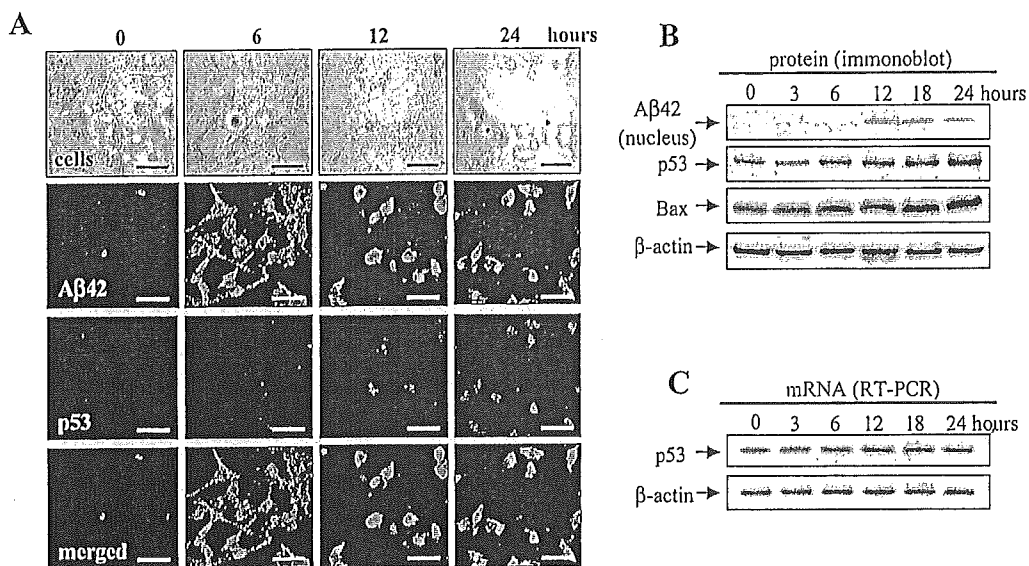 A
0 6 12 24 hours
cells
Aβ42
p53
merged
B
protein (immonoblot)
0 3 6 12 18 24 hours
Aβ42
(nucleus)
p53
Bax
β-actin
C
mRNA (RT-PCR)
0 3 6 12 18 24 hours
p53
β-actin